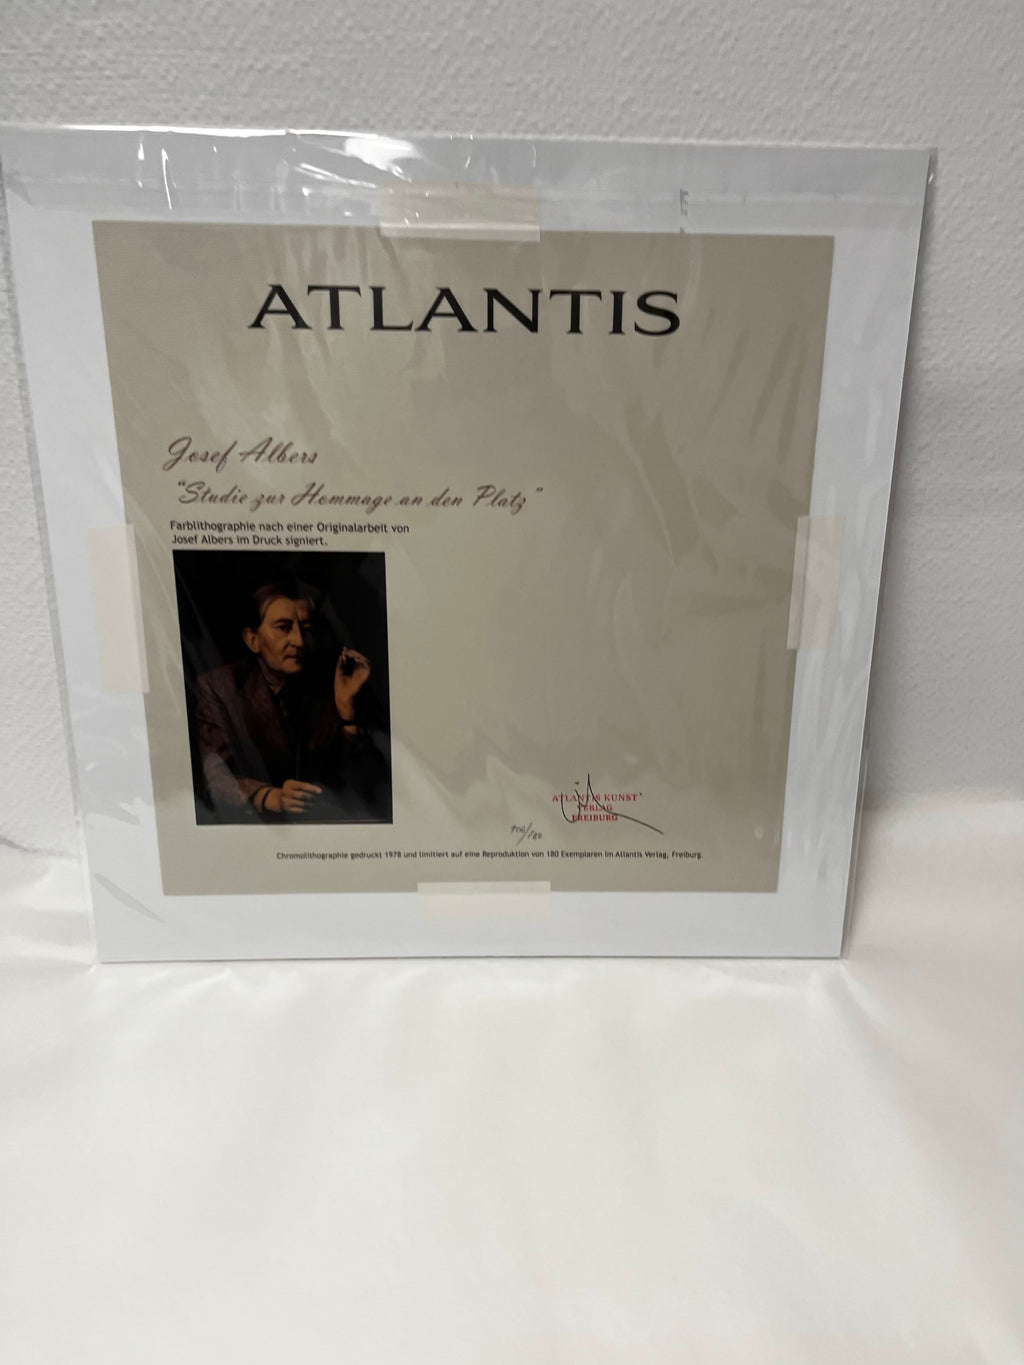 ATLANTIS
Josef Albers
"Studie zur Hommage an den Platz"
Farblithographie nach einer Originalarbeit von
Josef Albers im Druck signiert.
ATLANTIS KUNST
VERLAG
FREIBURG
/180
Chromolithographie gedruckt 1978 und limitiert auf eine Reproduktion von 180 Exemplaren im Atlantis Verlag, Freiburg.